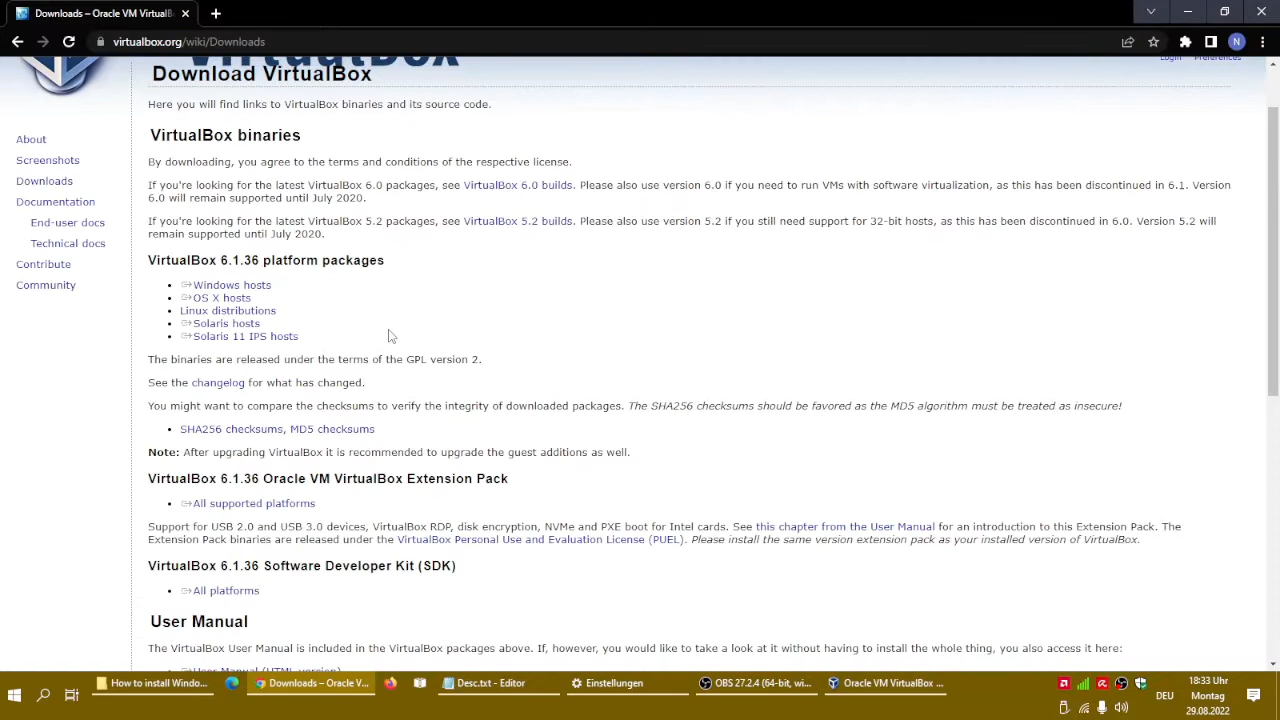 Downloads – Oracle VM VirtualB
virtualbox.org/wiki/Downloads
VirtualBox
Login Preferences
Download VirtualBox
Here you will find links to VirtualBox binaries and its source code.
About
Screenshots
Downloads
Documentation
End-user docs
Technical docs
Contribute
Community
VirtualBox binaries
By downloading, you agree to the terms and conditions of the respective license.
If you're looking for the latest VirtualBox 6.0 packages, see VirtualBox 6.0 builds. Please also use version 6.0 if you need to run VMs with software virtualization, as this has been discontinued in 6.1. Version
6.0 will remain supported until July 2020.
If you're looking for the latest VirtualBox 5.2 packages, see VirtualBox 5.2 builds. Please also use version 5.2 if you still need support for 32-bit hosts, as this has been discontinued in 6.0. Version 5.2 will
remain supported until July 2020.
VirtualBox 6.1.36 platform packages
Windows hosts
OS X hosts
Linux distributions
Solaris hosts
Solaris 11 IPS hosts
The binaries are released under the terms of the GPL version 2.
See the changelog for what has changed.
You might want to compare the checksums to verify the integrity of downloaded packages. The SHA256 checksums should be favored as the MD5 algorithm must be treated as insecure!
SHA256 checksums, MD5 checksums
Note: After upgrading VirtualBox it is recommended to upgrade the guest additions as well.
VirtualBox 6.1.36 Oracle VM VirtualBox Extension Pack
All supported platforms
Support for USB 2.0 and USB 3.0 devices, VirtualBox RDP, disk encryption, NVMe and PXE boot for Intel cards. See this chapter from the User Manual for an introduction to this Extension Pack. The
Extension Pack binaries are released under the VirtualBox Personal Use and Evaluation License (PUEL). Please install the same version extension pack as your installed version of VirtualBox.
VirtualBox 6.1.36 Software Developer Kit (SDK)
All platforms
User Manual
The VirtualBox User Manual is included in the VirtualBox packages above. If, however, you would like to take a look at it without having to install the whole thing, you also access it here:
User Manual (HTML version)
How to install Windo...
Downloads – Oracle V...
Desc.txt - Editor
Einstellungen
OBS 27.2.4 (64-bit, wi...
Oracle VM VirtualBox ...
DEU
18:33 Uhr
Montag
29.08.2022
N